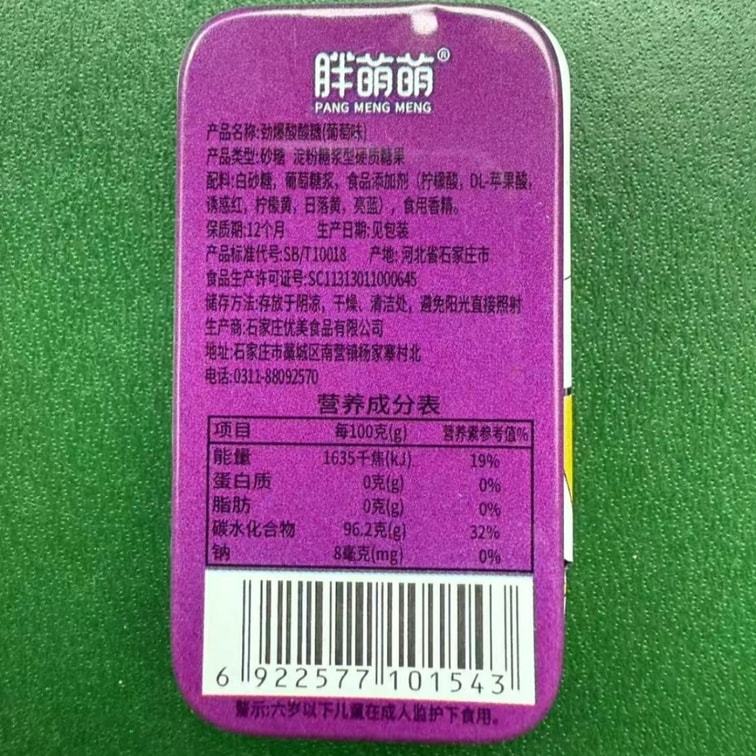 胖萌萌®
PANG MENG MENG
产品名称:劲爆酸酸糖(葡萄味)
产品类型:砂糖 淀粉糖浆型硬质糖果
配料:白砂糖，葡萄糖浆，食品添加剂（柠檬酸，DL-苹果酸，
诱惑红，柠檬黄，日落黄，亮蓝），食用香精。
保质期:12个月 生产日期:见包装
产品标准代号:SB/T10018 产地:河北省石家庄市
食品生产许可证号:SC11313011000645
储存方法:存放于阴凉，干燥、清洁处，避免阳光直接照射
生产商:石家庄优美食品有限公司
地址:石家庄市藁城区南营镇杨家寨村北
电话:0311-88092570
营养成分表
项目 每100克(g) 营养素参考值%
能量 1635千焦(kJ) 19%
蛋白质 0克(g) 0%
脂肪 0克(g) 0%
碳水化合物 96.2克(g) 32%
钠 8毫克(mg) 0%
6 922577 101543
警示:六岁以下儿童在成人监护下食用。